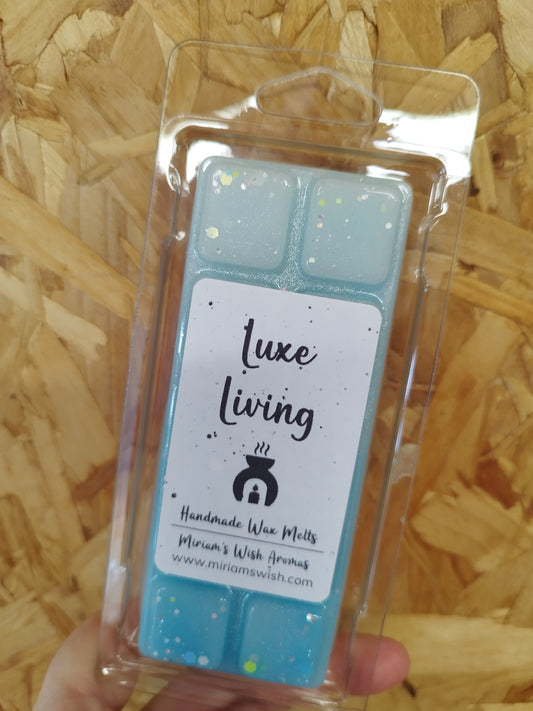 Luxe
Living
Handmade Wax Melts
Miriam's Wish Aromas
www.miriamswish.com